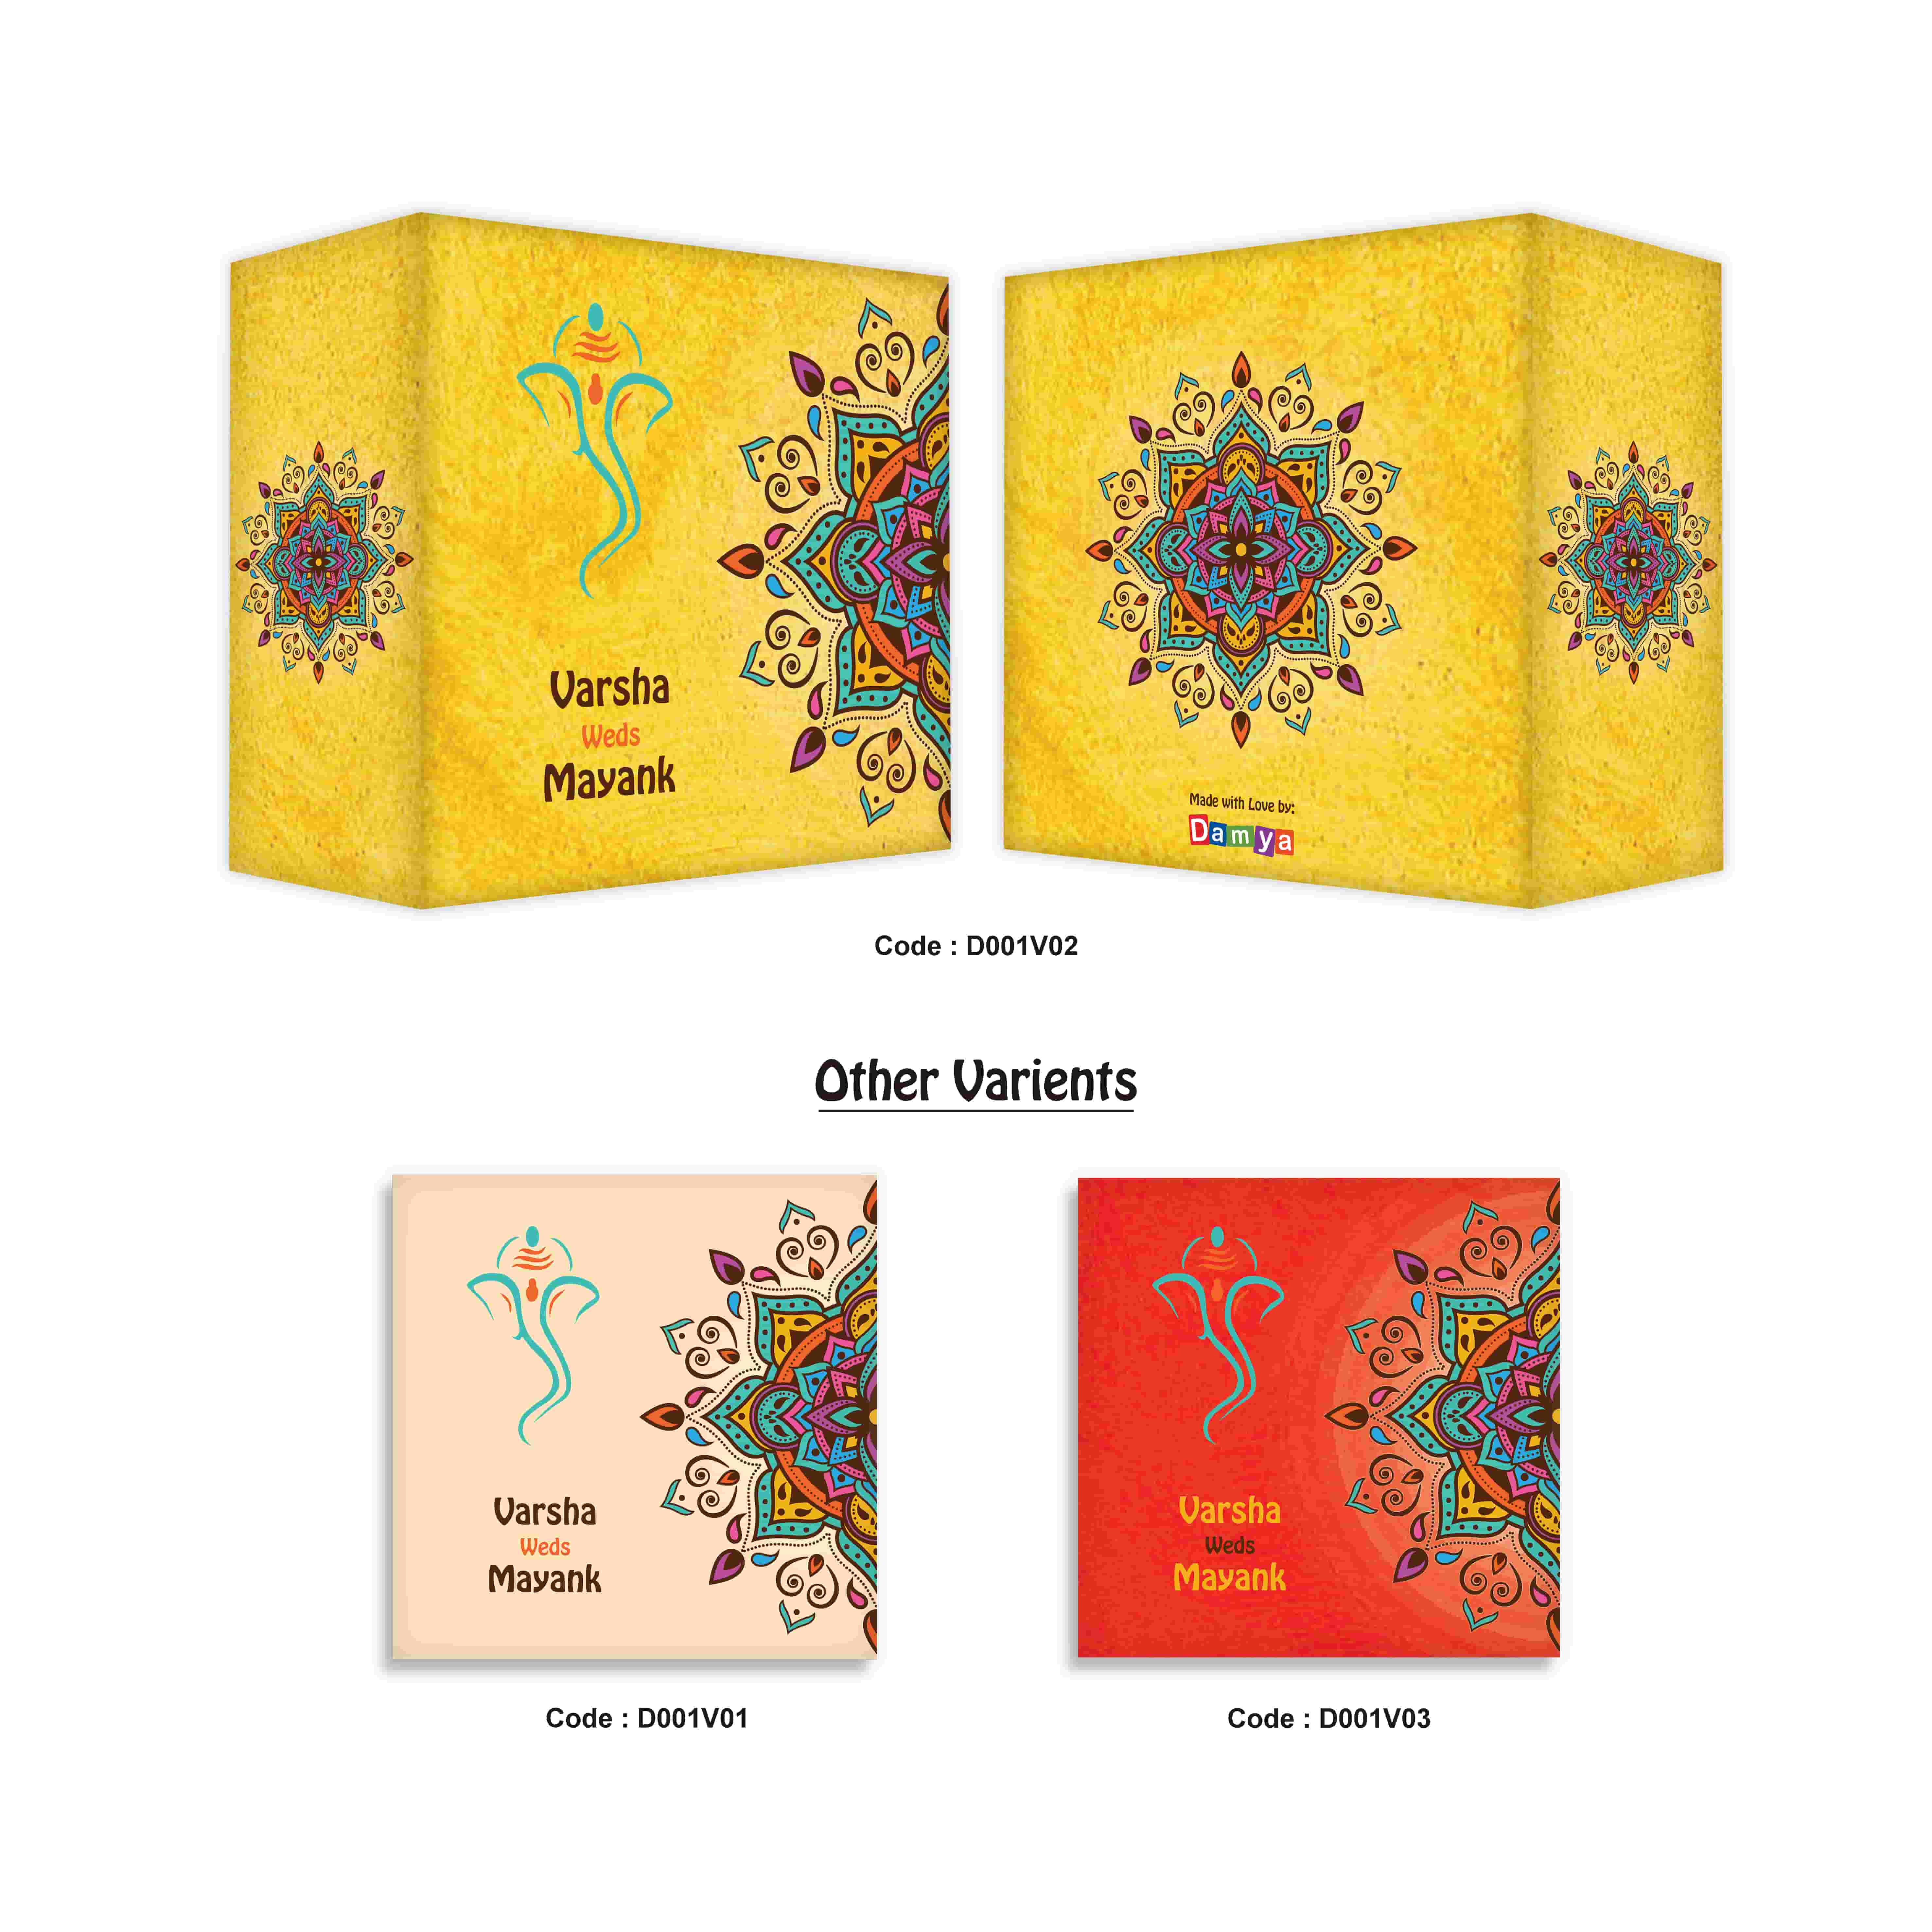 Varsha
Weds
Mayank
Made with Love by:
Damya
Code : D001V02
Other Varients
Varsha
Weds
Mayank
Code : D001V01
Varsha
Weds
Mayank
Code : D001V03